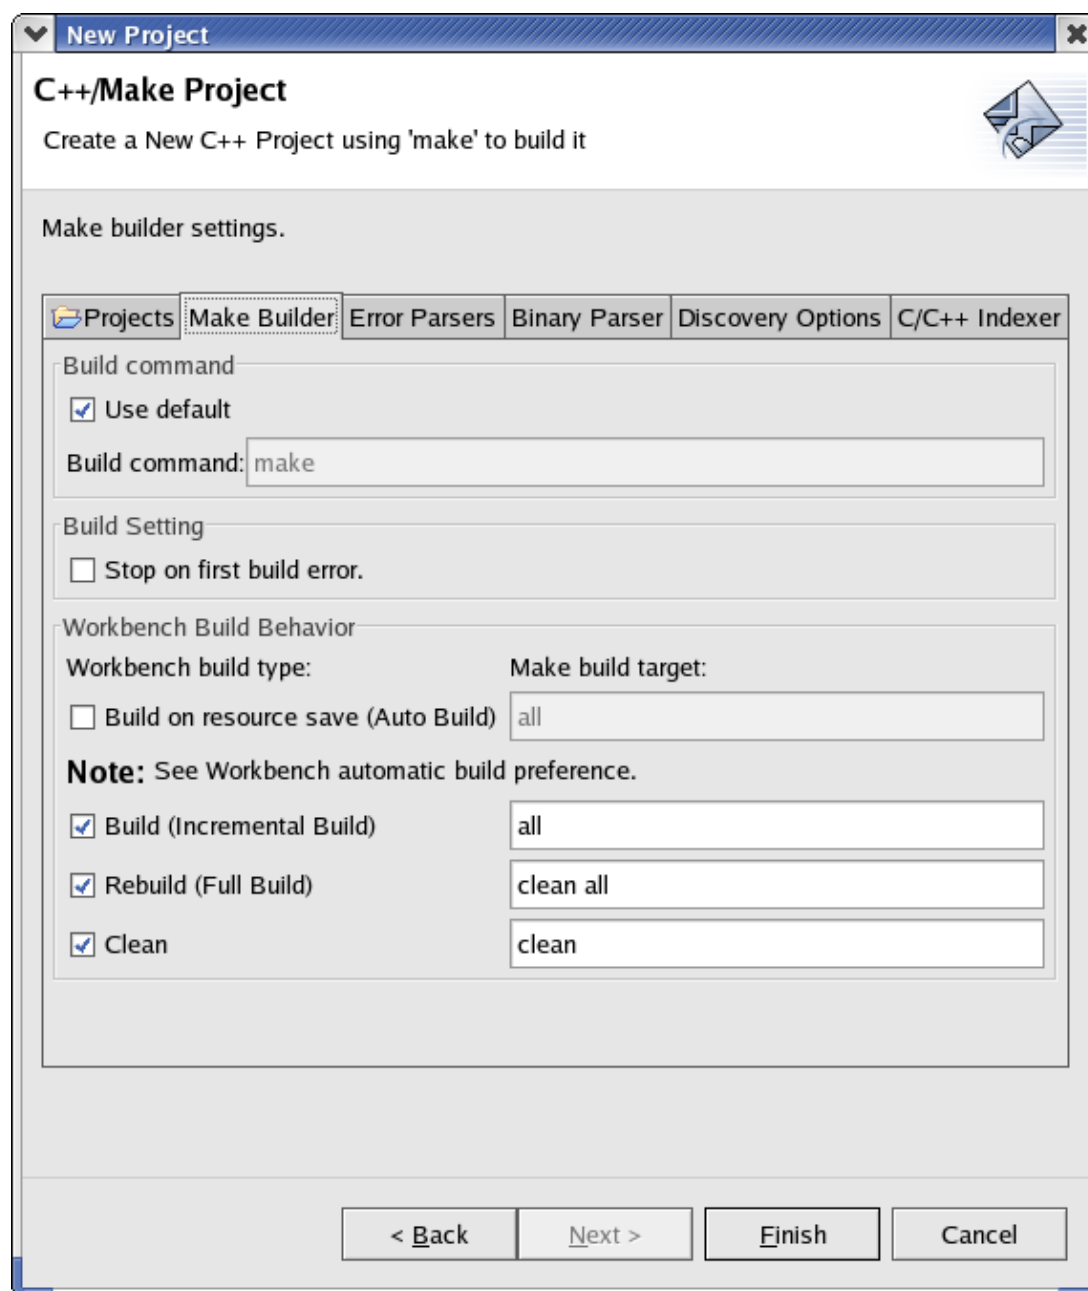 New Project
C++/Make Project
Create a New C++ Project using 'make' to build it
Make builder settings.
Projects Make Builder Error Parsers Binary Parser Discovery Options C/C++ Indexer
Build command
Use default
Build command: make
Build Setting
Stop on first build error.
Workbench Build Behavior
Workbench build type: Make build target:
Build on resource save (Auto Build) all
Note: See Workbench automatic build preference.
Build (Incremental Build) all
Rebuild (Full Build) clean all
Clean clean
< Back Next > Finish Cancel